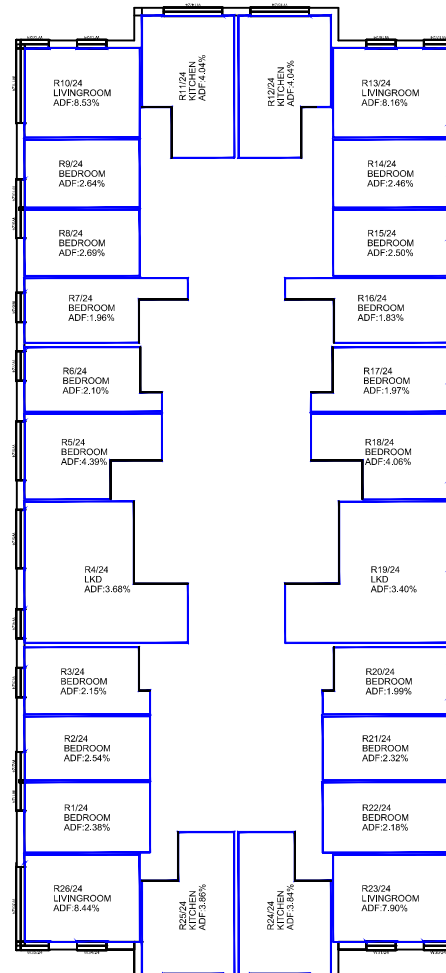 R10/24
LIVINGROOM
ADF:8.53%
R11/24
KITCHEN
ADF:4.04%
R12/24
KITCHEN
ADF:4.04%
R13/24
LIVINGROOM
ADF:8.16%
R9/24
BEDROOM
ADF:2.64%
R14/24
BEDROOM
ADF:2.46%
R8/24
BEDROOM
ADF:2.69%
R15/24
BEDROOM
ADF:2.50%
R7/24
BEDROOM
ADF:1.96%
R16/24
BEDROOM
ADF:1.83%
R6/24
BEDROOM
ADF:2.10%
R17/24
BEDROOM
ADF:1.97%
R5/24
BEDROOM
ADF:4.39%
R18/24
BEDROOM
ADF:4.06%
R4/24
LKD
ADF:3.68%
R19/24
LKD
ADF:3.40%
R3/24
BEDROOM
ADF:2.15%
R20/24
BEDROOM
ADF:1.99%
R2/24
BEDROOM
ADF:2.54%
R21/24
BEDROOM
ADF:2.32%
R1/24
BEDROOM
ADF:2.38%
R22/24
BEDROOM
ADF:2.18%
R26/24
LIVINGROOM
ADF:8.44%
R25/24
KITCHEN
ADF:3.86%
R24/24
KITCHEN
ADF:3.84%
R23/24
LIVINGROOM
ADF:7.90%